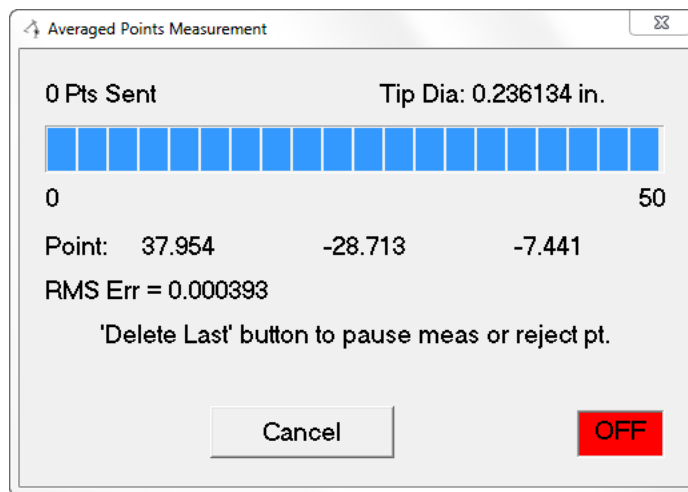 Averaged Points Measurement
0 Pts Sent Tip Dia: 0.236134 in.
0 50
Point: 37.954 -28.713 -7.441
RMS Err = 0.000393
'Delete Last' button to pause meas or reject pt.
Cancel OFF